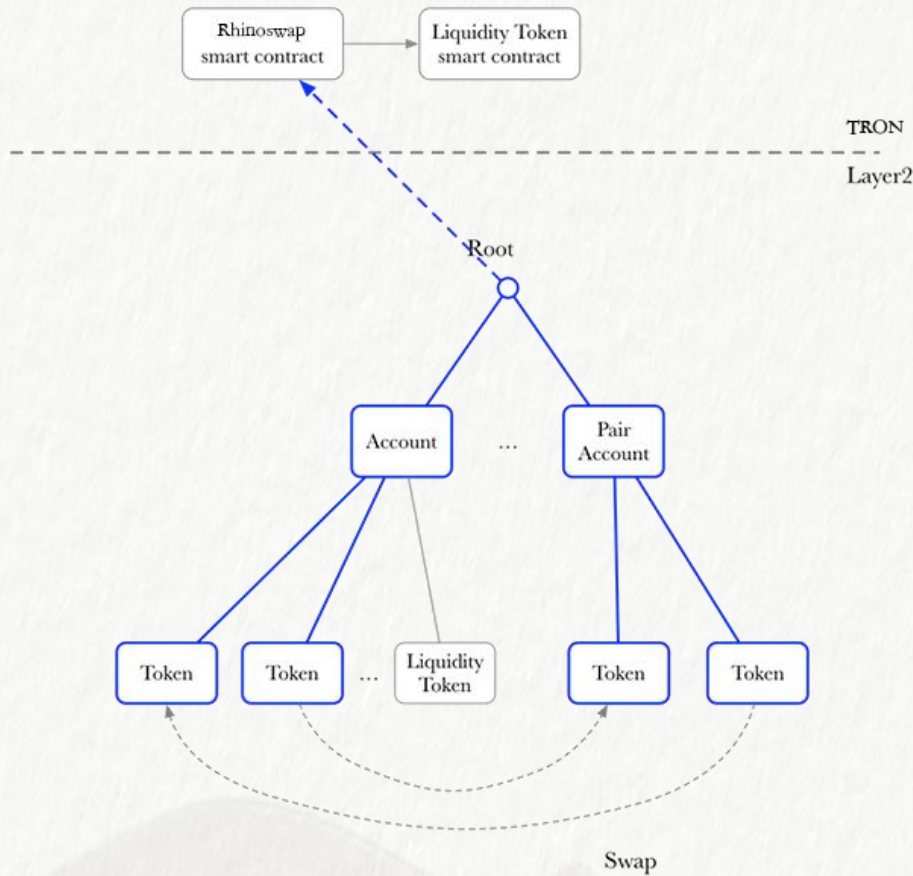 Rhinoswap
smart contract
Liquidity Token
smart contract
TRON
Layer2
Root
Account
...
Pair
Account
Token
Token
...
Liquidity
Token
Token
Token
Swap